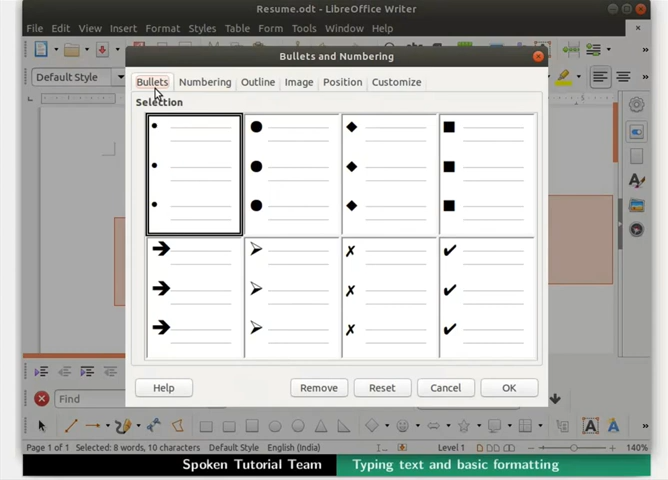 Resume.odt - LibreOffice Writer
File Edit View Insert Format Styles Table Form Tools Window Help
Bullets and Numbering
Default Style
Bullets Numbering Outline Image Position Customize
Selection
Help Remove Reset Cancel OK
Find
Page 1 of 1 Selected: 8 words, 10 characters Default Style English (India) Level 1 140%
Spoken Tutorial Team Typing text and basic formatting